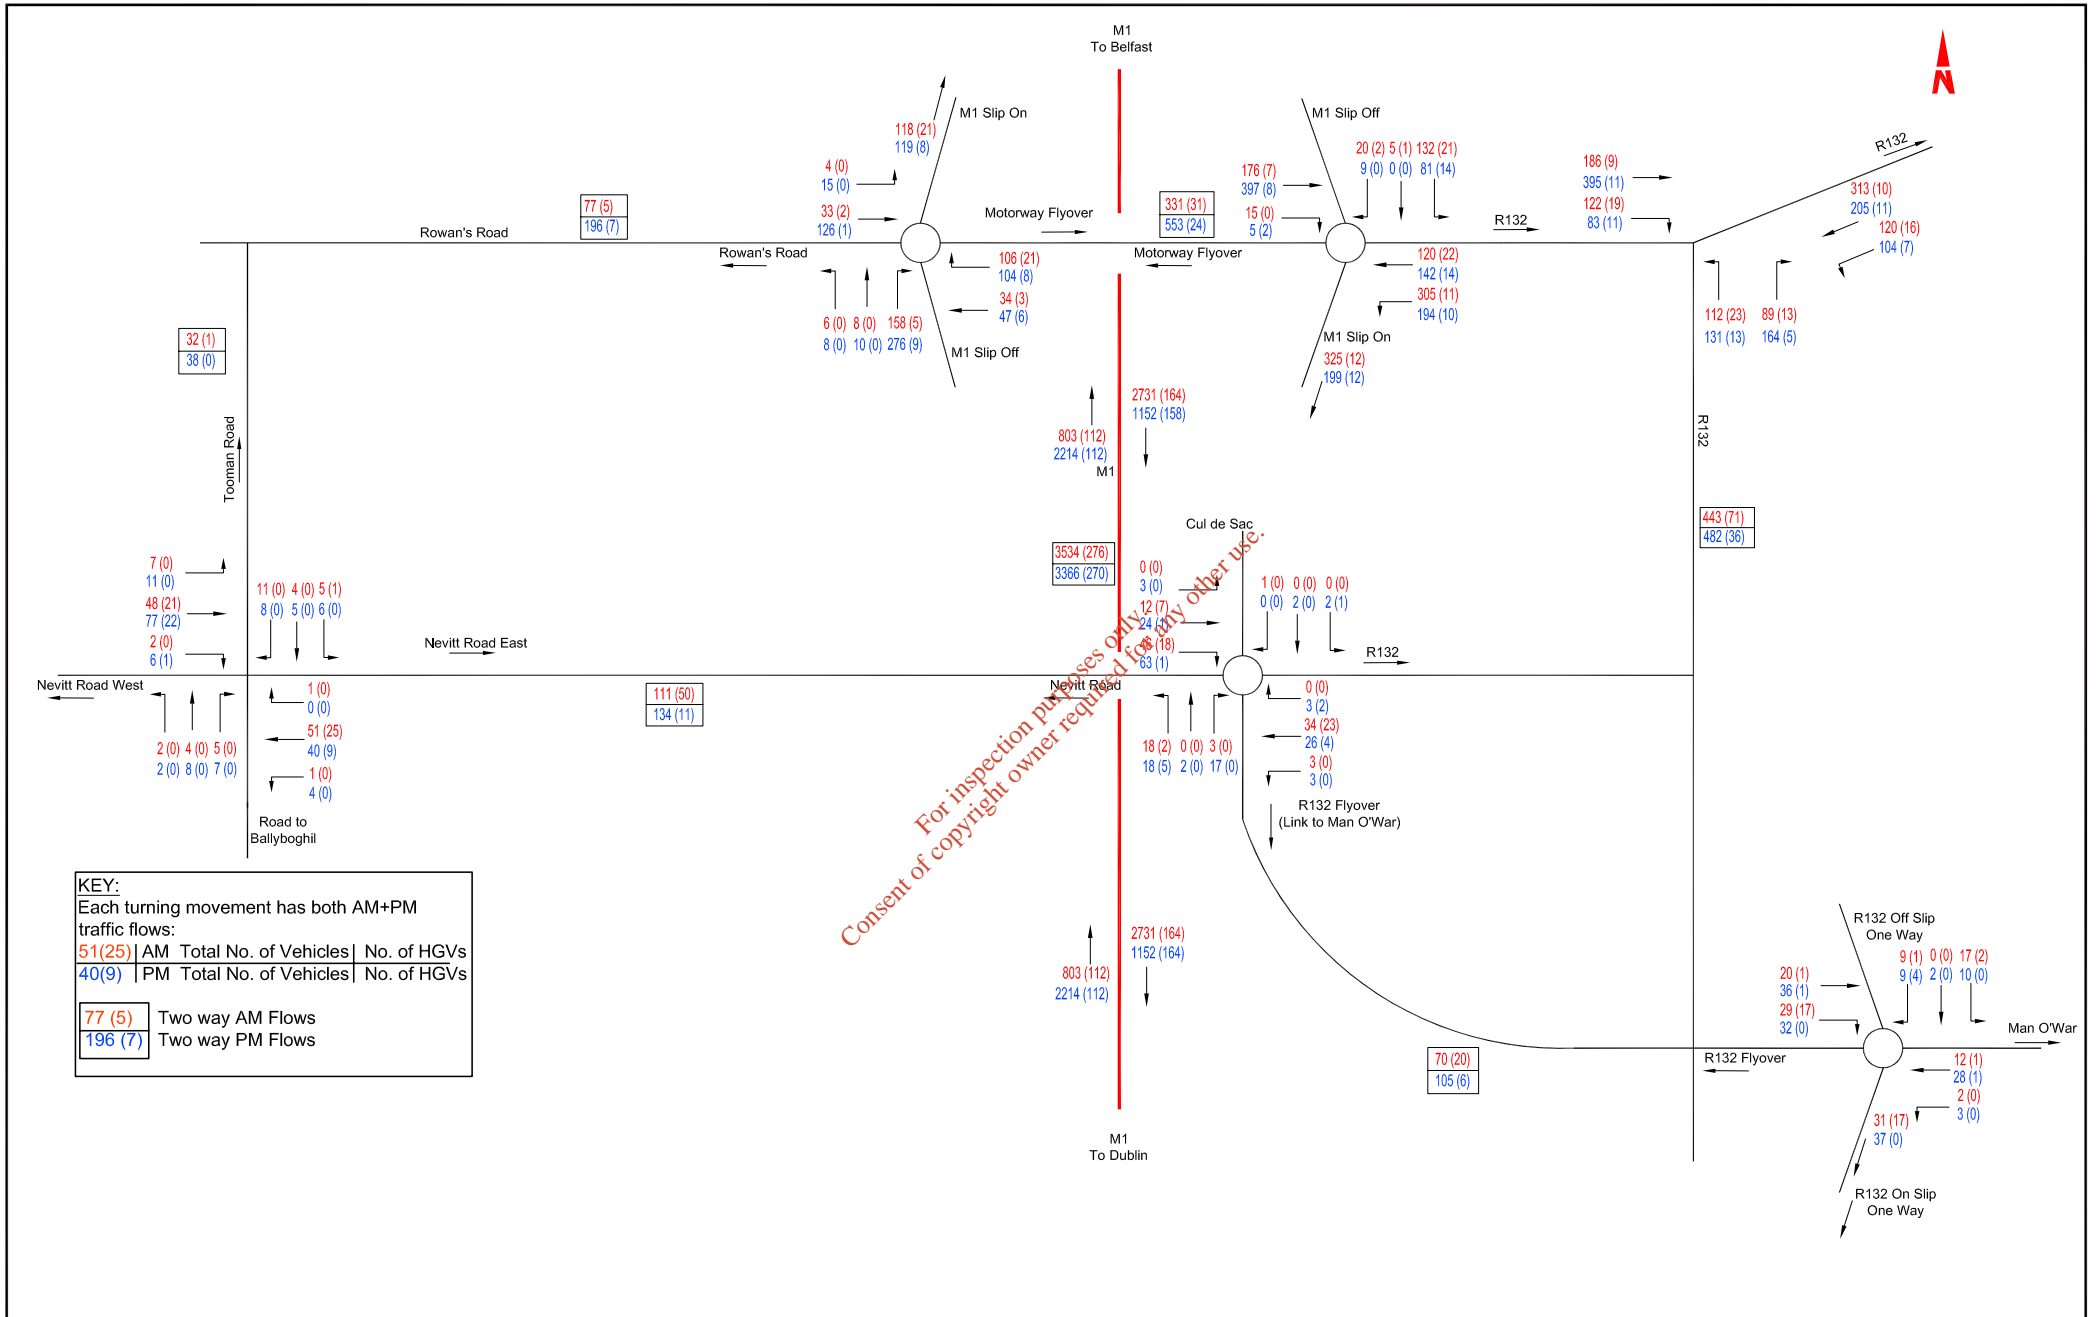 M1
To Belfast
N
M1 Slip On
118 (21)
119 (8)
4 (0)
15 (0)
33 (2)
126 (1)
77 (5)
196 (7)
Rowan's Road
Rowan's Road
Motorway Flyover
106 (21)
104 (8)
34 (3)
47 (6)
6 (0) 8 (0) 158 (5)
8 (0) 10 (0) 276 (9)
M1 Slip Off
331 (31)
553 (24)
Motorway Flyover
M1 Slip Off
176 (7)
397 (8)
15 (0)
5 (2)
20 (2) 5 (1) 132 (21)
9 (0) 0 (0) 81 (14)
R132
120 (22)
142 (14)
305 (11)
194 (10)
M1 Slip On
325 (12)
199 (12)
186 (9)
395 (11)
122 (19)
83 (11)
R132
313 (10)
205 (11)
120 (16)
104 (7)
112 (23) 89 (13)
131 (13) 164 (5)
32 (1)
38 (0)
Tooman Road
2731 (164)
1152 (158)
803 (112)
2214 (112)
M1
R132
443 (71)
482 (36)
Cul de Sac
3534 (276)
3366 (270)
0 (0)
3 (0)
12 (7)
24 (1)
(18)
63 (1)
1 (0) 0 (0) 0 (0)
0 (0) 2 (0) 2 (1)
R132
7 (0)
11 (0)
48 (21)
77 (22)
2 (0)
6 (1)
11 (0) 4 (0) 5 (1)
8 (0) 5 (0) 6 (0)
Nevitt Road East
Nevitt Road West
111 (50)
134 (11)
Nevitt Road
1 (0)
0 (0)
51 (25)
40 (9)
1 (0)
4 (0)
2 (0) 4 (0) 5 (0)
2 (0) 8 (0) 7 (0)
Road to
Ballyboghil
18 (2) 0 (0) 3 (0)
18 (5) 2 (0) 17 (0)
0 (0)
3 (2)
34 (23)
26 (4)
3 (0)
3 (0)
R132 Flyover
(Link to Man O'War)
For inspection purposes only.
Consent of copyright owner required for any other use.
KEY:
Each turning movement has both AM+PM
traffic flows:
51(25) AM Total No. of Vehicles No. of HGVs
40(9) PM Total No. of Vehicles No. of HGVs
77 (5) Two way AM Flows
196 (7) Two way PM Flows
2731 (164)
1152 (164)
803 (112)
2214 (112)
M1
To Dublin
70 (20)
105 (6)
R132 Off Slip
One Way
9 (1) 0 (0) 17 (2)
9 (4) 2 (0) 10 (0)
20 (1)
36 (1)
29 (17)
32 (0)
Man O'War
R132 Flyover
12 (1)
28 (1)
2 (0)
3 (0)
31 (17)
37 (0)
R132 On Slip
One Way